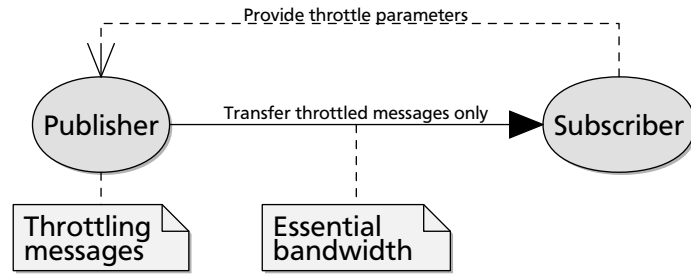 Provide throttle parameters
Publisher
Transfer throttled messages only
Subscriber
Throttling
messages
Essential
bandwidth